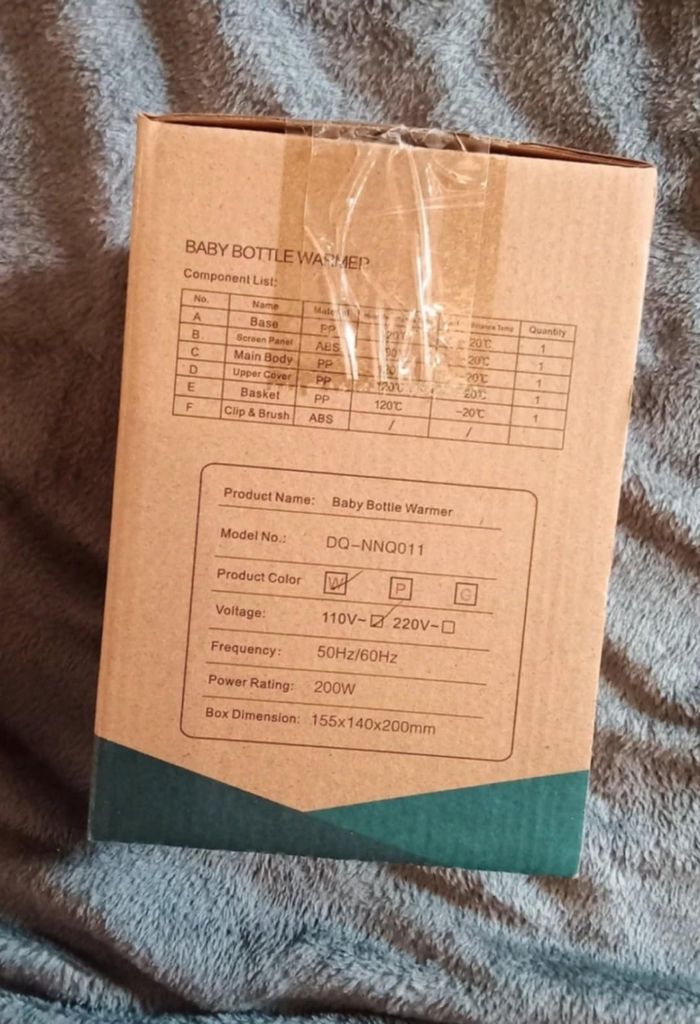 BABY BOTTLE WARMER
Component List:
No. Name Material Temp Quantity
A Base PP 20℃ 1
B Screen Panel ABS -20℃ 1
C Main Body PP -20℃ 1
D Upper Cover PP 120℃ 20℃ 1
E Basket PP 120℃ -20℃ 1
F Clip & Brush ABS / /
Product Name: Baby Bottle Warmer
Model No.: DQ-NNQ011
Product Color W P G
Voltage: 110V~ 220V~
Frequency: 50Hz/60Hz
Power Rating: 200W
Box Dimension: 155x140x200mm